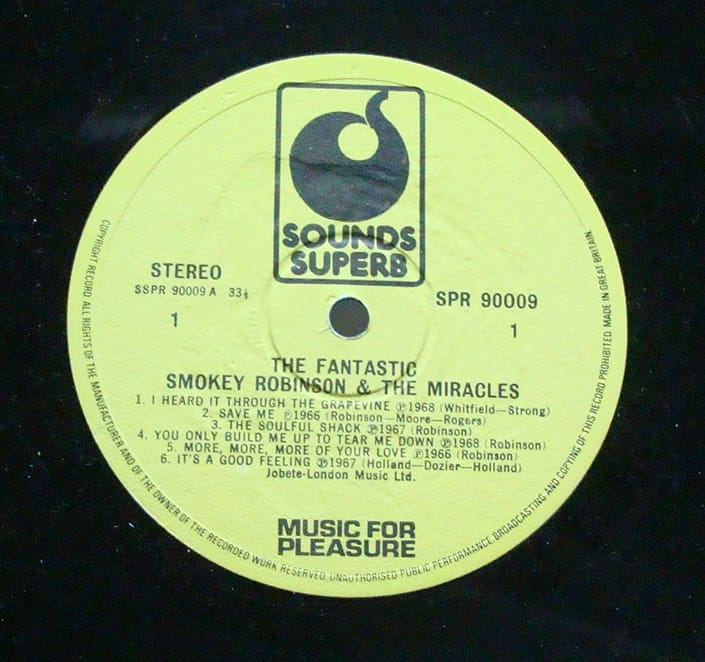 SOUNDS
SUPERB
STEREO
SSPR 90009 A 33⅓
1
SPR 90009
1
THE FANTASTIC
SMOKEY ROBINSON & THE MIRACLES
1. I HEARD IT THROUGH THE GRAPEVINE ℗1968 (Whitfield—Strong)
2. SAVE ME ℗1966 (Robinson—Moore—Rogers)
3. THE SOULFUL SHACK ℗1967 (Robinson)
4. YOU ONLY BUILD ME UP TO TEAR ME DOWN ℗1968 (Robinson)
5. MORE, MORE, MORE OF YOUR LOVE ℗1966 (Robinson)
6. IT'S A GOOD FEELING ℗1967 (Holland—Dozier—Holland)
Jobete-London Music Ltd.
MUSIC FOR
PLEASURE
COPYRIGHT RECORD ALL RIGHTS OF THE MANUFACTURER AND OF THE OWNER OF THE RECORDED WORK RESERVED. UNAUTHORISED PUBLIC PERFORMANCE BROADCASTING AND COPYING OF THIS RECORD PROHIBITED MADE IN GREAT BRITAIN.